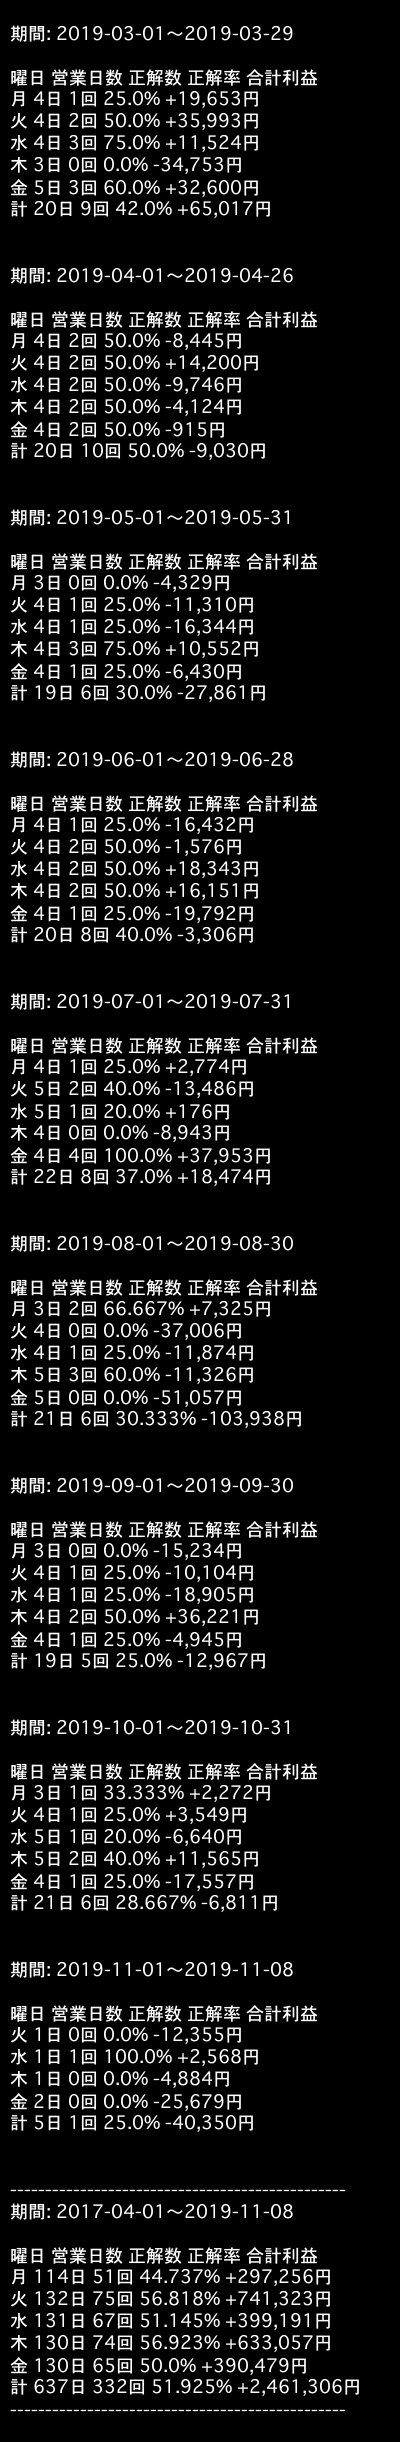 期間: 2019-03-01〜2019-03-29
曜日 営業日数 正解数 正解率 合計利益
月 4日 1回 25.0% +19,653円
火 4日 2回 50.0% +35,993円
水 4日 3回 75.0% +11,524円
木 3日 0回 0.0% -34,753円
金 5日 3回 60.0% +32,600円
計 20日 9回 42.0% +65,017円
期間: 2019-04-01〜2019-04-26
曜日 営業日数 正解数 正解率 合計利益
月 4日 2回 50.0% -8,445円
火 4日 2回 50.0% +14,200円
水 4日 2回 50.0% -9,746円
木 4日 2回 50.0% -4,124円
金 4日 2回 50.0% -915円
計 20日 10回 50.0% -9,030円
期間: 2019-05-01〜2019-05-31
曜日 営業日数 正解数 正解率 合計利益
月 3日 0回 0.0% -4,329円
火 4日 1回 25.0% -11,310円
水 4日 1回 25.0% -16,344円
木 4日 3回 75.0% +10,552円
金 4日 1回 25.0% -6,430円
計 19日 6回 30.0% -27,861円
期間: 2019-06-01〜2019-06-28
曜日 営業日数 正解数 正解率 合計利益
月 4日 1回 25.0% -16,432円
火 4日 2回 50.0% -1,576円
水 4日 2回 50.0% +18,343円
木 4日 2回 50.0% +16,151円
金 4日 1回 25.0% -19,792円
計 20日 8回 40.0% -3,306円
期間: 2019-07-01〜2019-07-31
曜日 営業日数 正解数 正解率 合計利益
月 4日 1回 25.0% +2,774円
火 5日 2回 40.0% -13,486円
水 5日 1回 20.0% +176円
木 4日 0回 0.0% -8,943円
金 4日 4回 100.0% +37,953円
計 22日 8回 37.0% +18,474円
期間: 2019-08-01〜2019-08-30
曜日 営業日数 正解数 正解率 合計利益
月 3日 2回 66.667% +7,325円
火 4日 0回 0.0% -37,006円
水 4日 1回 25.0% -11,874円
木 5日 3回 60.0% -11,326円
金 5日 0回 0.0% -51,057円
計 21日 6回 30.333% -103,938円
期間: 2019-09-01〜2019-09-30
曜日 営業日数 正解数 正解率 合計利益
月 3日 0回 0.0% -15,234円
火 4日 1回 25.0% -10,104円
水 4日 1回 25.0% -18,905円
木 4日 2回 50.0% +36,221円
金 4日 1回 25.0% -4,945円
計 19日 5回 25.0% -12,967円
期間: 2019-10-01〜2019-10-31
曜日 営業日数 正解数 正解率 合計利益
月 3日 1回 33.333% +2,272円
火 4日 1回 25.0% +3,549円
水 5日 1回 20.0% -6,640円
木 5日 2回 40.0% +11,565円
金 4日 1回 25.0% -17,557円
計 21日 6回 28.667% -6,811円
期間: 2019-11-01〜2019-11-08
曜日 営業日数 正解数 正解率 合計利益
火 1日 0回 0.0% -12,355円
水 1日 1回 100.0% +2,568円
木 1日 0回 0.0% -4,884円
金 2日 0回 0.0% -25,679円
計 5日 1回 25.0% -40,350円
------------------------------------------------
期間: 2017-04-01〜2019-11-08
曜日 営業日数 正解数 正解率 合計利益
月 114日 51回 44.737% +297,256円
火 132日 75回 56.818% +741,323円
水 131日 67回 51.145% +399,191円
木 130日 74回 56.923% +633,057円
金 130日 65回 50.0% +390,479円
計 637日 332回 51.925% +2,461,306円
------------------------------------------------